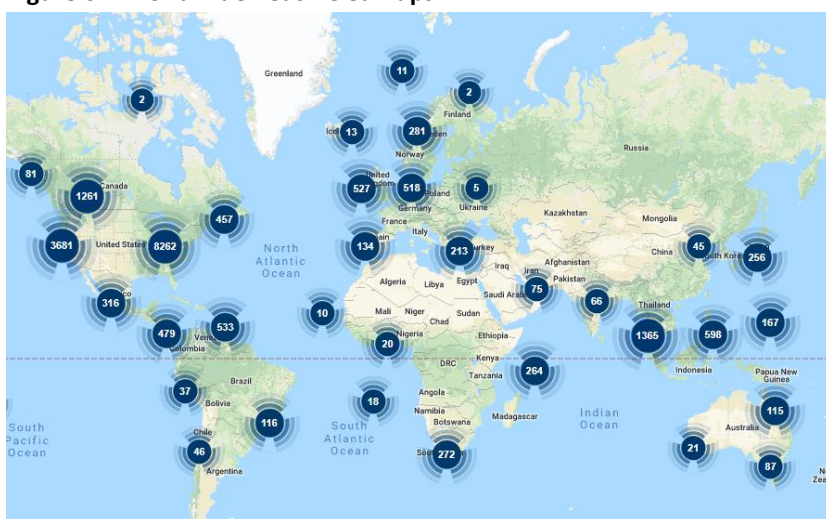 Greenland
11
2
2
Finland
13
281
Norway
Russia
81
1261
Canada
527
518
Poland
5
Germany
Ukraine
457
France
Kazakhstan
Mongolia
3681
United States
8262
North
Atlantic
Ocean
134
Italy
213
45
China
South Korea
256
Iraq
Iran
Afghanistan
Pakistan
Algeria
Libya
Egypt
75
66
316
10
Mali
Niger
Chad
Sudan
Thailand
479
533
Nigeria
Ethiopia
1365
598
167
Colombia
20
DRC
Kenya
Tanzania
264
Indonesia
Papua New
Guinea
37
Brazil
18
Angola
Bolivia
Namibia
Botswana
Madagascar
Indian
Ocean
116
South
Atlantic
Ocean
115
Australia
South
Pacific
Ocean
Chile
46
Argentina
272
21
87